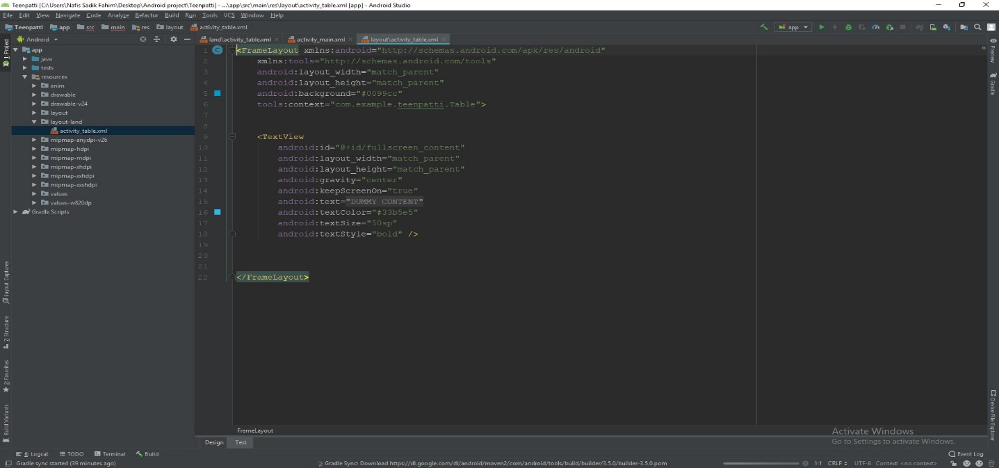 Teenpatti [C:\Users\Nafis Sadik Fahim\Desktop\Android project\Teenpatti] - ...\app\src\main\res\layout\activity_table.xml [app] - Android Studio
File Edit View Navigate Code Analyze Refactor Build Run Tools VCS Window Help
Teenpatti app src main res layout activity_table.xml
app
Android
land\activity_table.xml activity_main.xml layout\activity_table.xml
1: Project
app
java
tests
resources
anim
drawable
drawable-v24
layout
layout-land
activity_table.xml
mipmap-anydpi-v26
mipmap-hdpi
mipmap-mdpi
mipmap-xhdpi
mipmap-xxhdpi
mipmap-xxxhdpi
values
values-w820dp
Gradle Scripts
Layout Captures
7: Structure
2: Favorites
Build Variants
1 <FrameLayout xmlns:android="http://schemas.android.com/apk/res/android"
2 xmlns:tools="http://schemas.android.com/tools"
3 android:layout_width="match_parent"
4 android:layout_height="match_parent"
5 android:background="#0099cc"
6 tools:context="com.example.teenpatti.Table">
7
8
9 <TextView
10 android:id="@+id/fullscreen_content"
11 android:layout_width="match_parent"
12 android:layout_height="match_parent"
13 android:gravity="center"
14 android:keepScreenOn="true"
15 android:text="DUMMY CONTENT"
16 android:textColor="#33b5e5"
17 android:textSize="50sp"
18 android:textStyle="bold" />
19
20
21
22 </FrameLayout>
Preview
Gradle
Device File Explorer
FrameLayout
Design Text
Activate Windows
Go to Settings to activate Windows.
6: Logcat TODO Terminal Build Event Log
Gradle sync started (39 minutes ago) Gradle Sync: Download https://dl.google.com/dl/android/maven2/com/android/tools/build/builder/3.5.0/builder-3.5.0.pom 1:1 CRLF UTF-8 Context: <no context>